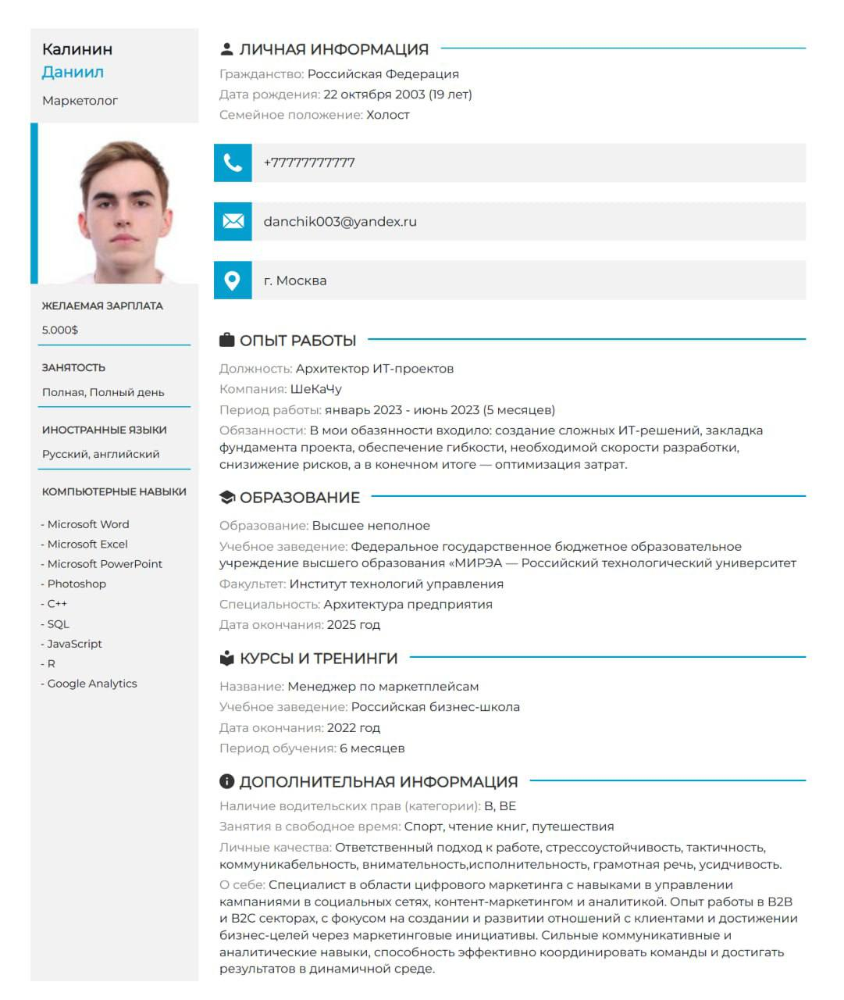 Калинин
Даниил
Маркетолог
ЖЕЛАЕМАЯ ЗАРПЛАТА
5.000$
ЗАНЯТОСТЬ
Полная, Полный день
ИНОСТРАННЫЕ ЯЗЫКИ
Русский, английский
КОМПЬЮТЕРНЫЕ НАВЫКИ
- Microsoft Word
- Microsoft Excel
- Microsoft PowerPoint
- Photoshop
- C++
- SQL
- JavaScript
- R
- Google Analytics
ЛИЧНАЯ ИНФОРМАЦИЯ
Гражданство: Российская Федерация
Дата рождения: 22 октября 2003 (19 лет)
Семейное положение: Холост
+77777777777
danchik003@yandex.ru
г. Москва
ОПЫТ РАБОТЫ
Должность: Архитектор ИТ-проектов
Компания: ШеКаЧу
Период работы: январь 2023 - июнь 2023 (5 месяцев)
Обязанности: В мои обазянности входило: создание сложных ИТ-решений, закладка
фундамента проекта, обеспечение гибкости, необходимой скорости разработки,
снизижение рисков, а в конечном итоге — оптимизация затрат.
ОБРАЗОВАНИЕ
Образование: Высшее неполное
Учебное заведение: Федеральное государственное бюджетное образовательное
учреждение высшего образования «МИРЭА — Российский технологический университет
Факультет: Институт технологий управления
Специальность: Архитектура предприятия
Дата окончания: 2025 год
КУРСЫ И ТРЕНИНГИ
Название: Менеджер по маркетплейсам
Учебное заведение: Российская бизнес-школа
Дата окончания: 2022 год
Период обучения: 6 месяцев
ДОПОЛНИТЕЛЬНАЯ ИНФОРМАЦИЯ
Наличие водительских прав (категории): B, BE
Занятия в свободное время: Спорт, чтение книг, путешествия
Личные качества: Ответственный подход к работе, стрессоустойчивость, тактичность,
коммуникабельность, внимательность,исполнительность, грамотная речь, усидчивость.
О себе: Специалист в области цифрового маркетинга с навыками в управлении
кампаниями в социальных сетях, контент-маркетингом и аналитикой. Опыт работы в B2B
и B2C секторах, с фокусом на создании и развитии отношений с клиентами и достижении
бизнес-целей через маркетинговые инициативы. Сильные коммуникативные и
аналитические навыки, способность эффективно координировать команды и достигать
результатов в динамичной среде.